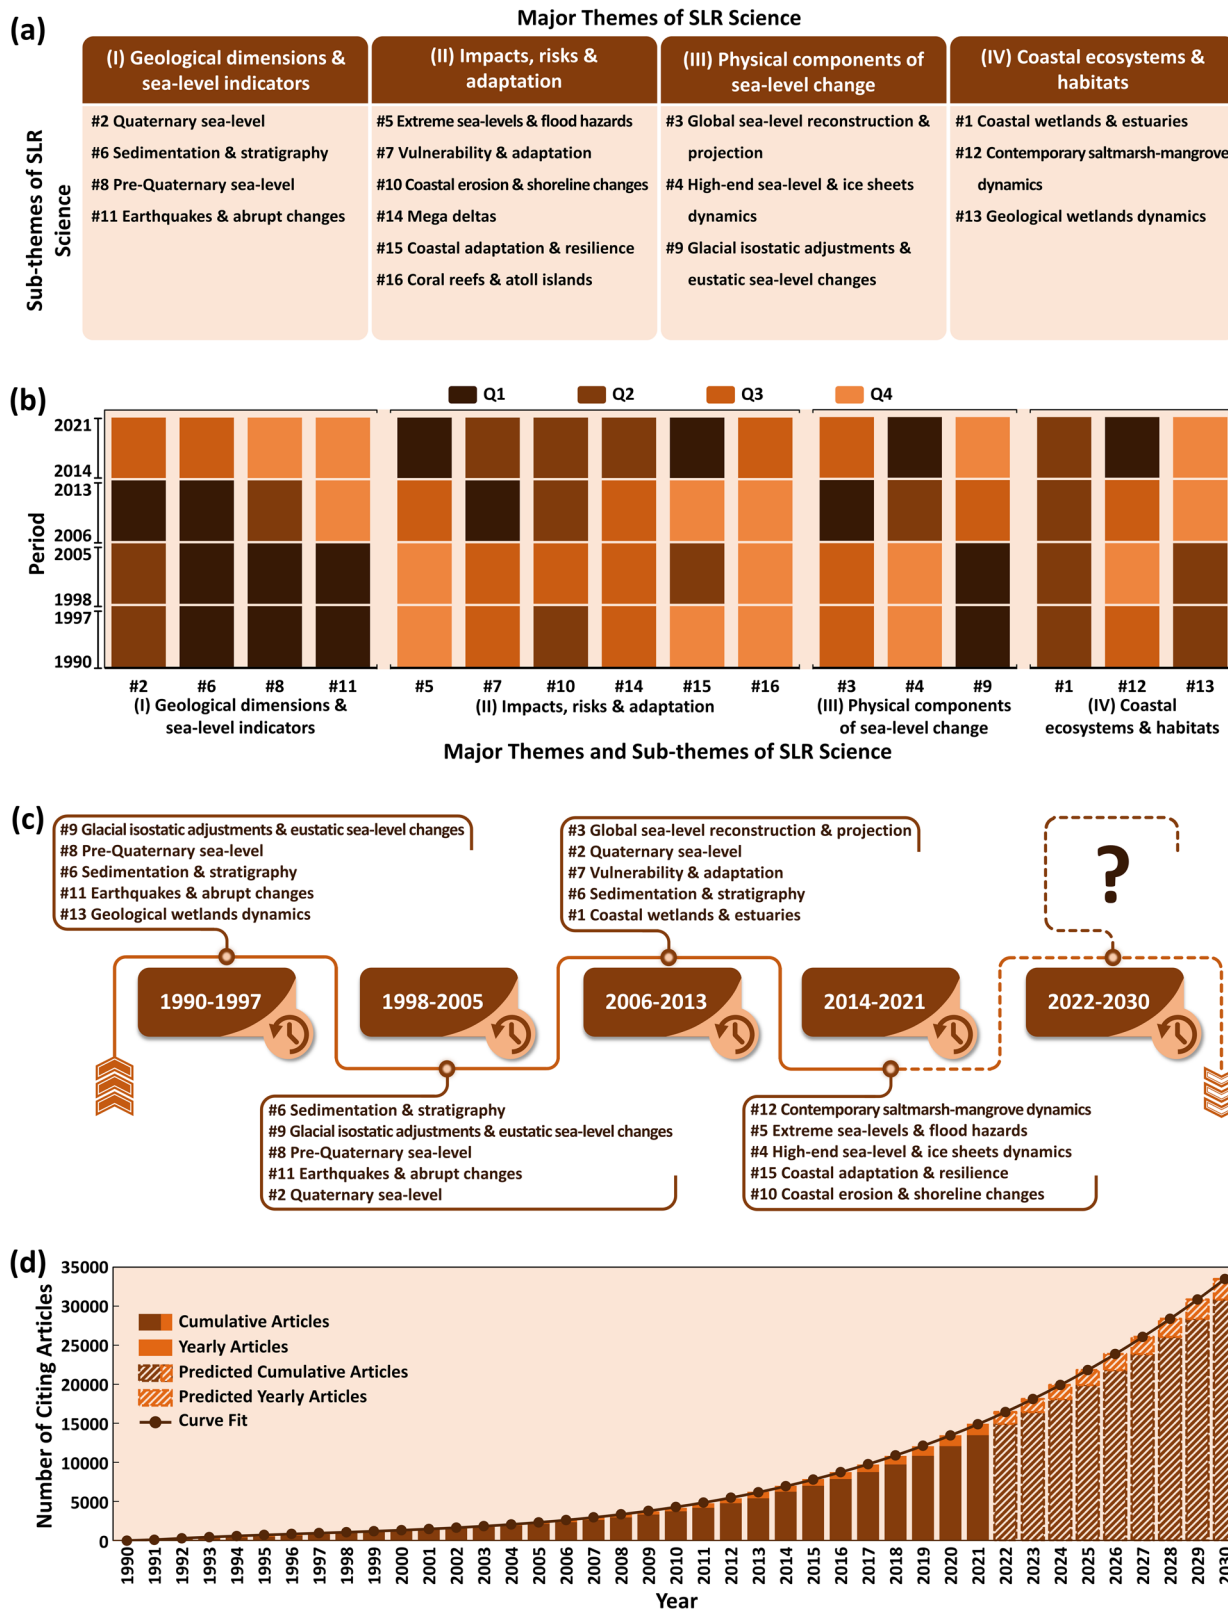 (a)
Major Themes of SLR Science
Sub-themes of SLR
Science
(I) Geological dimensions &
sea-level indicators
#2 Quaternary sea-level
#6 Sedimentation & stratigraphy
#8 Pre-Quaternary sea-level
#11 Earthquakes & abrupt changes
(II) Impacts, risks &
adaptation
#5 Extreme sea-levels & flood hazards
#7 Vulnerability & adaptation
#10 Coastal erosion & shoreline changes
#14 Mega deltas
#15 Coastal adaptation & resilience
#16 Coral reefs & atoll islands
(III) Physical components of
sea-level change
#3 Global sea-level reconstruction &
projection
#4 High-end sea-level & ice sheets
dynamics
#9 Glacial isostatic adjustments &
eustatic sea-level changes
(IV) Coastal ecosystems &
habitats
#1 Coastal wetlands & estuaries
#12 Contemporary saltmarsh-mangrove
dynamics
#13 Geological wetlands dynamics
(b)
Q1 Q2 Q3 Q4
Period
2021
2014
2013
2006
2005
1998
1997
1990
#2 #6 #8 #11 #5 #7 #10 #14 #15 #16 #3 #4 #9 #1 #12 #13
(I) Geological dimensions &
sea-level indicators
(II) Impacts, risks & adaptation
(III) Physical components
of sea-level change
(IV) Coastal
ecosystems & habitats
Major Themes and Sub-themes of SLR Science
(c)
#9 Glacial isostatic adjustments & eustatic sea-level changes
#8 Pre-Quaternary sea-level
#6 Sedimentation & stratigraphy
#11 Earthquakes & abrupt changes
#13 Geological wetlands dynamics
#3 Global sea-level reconstruction & projection
#2 Quaternary sea-level
#7 Vulnerability & adaptation
#6 Sedimentation & stratigraphy
#1 Coastal wetlands & estuaries
?
1990-1997
1998-2005
2006-2013
2014-2021
2022-2030
#6 Sedimentation & stratigraphy
#9 Glacial isostatic adjustments & eustatic sea-level changes
#8 Pre-Quaternary sea-level
#11 Earthquakes & abrupt changes
#2 Quaternary sea-level
#12 Contemporary saltmarsh-mangrove dynamics
#5 Extreme sea-levels & flood hazards
#4 High-end sea-level & ice sheets dynamics
#15 Coastal adaptation & resilience
#10 Coastal erosion & shoreline changes
(d)
Number of Citing Articles
35000
30000
25000
20000
15000
10000
5000
0
Cumulative Articles
Yearly Articles
Predicted Cumulative Articles
Predicted Yearly Articles
Curve Fit
1990 1991 1992 1993 1994 1995 1996 1997 1998 1999 2000 2001 2002 2003 2004 2005 2006 2007 2008 2009 2010 2011 2012 2013 2014 2015 2016 2017 2018 2019 2020 2021 2022 2023 2024 2025 2026 2027 2028 2029 2030
Year